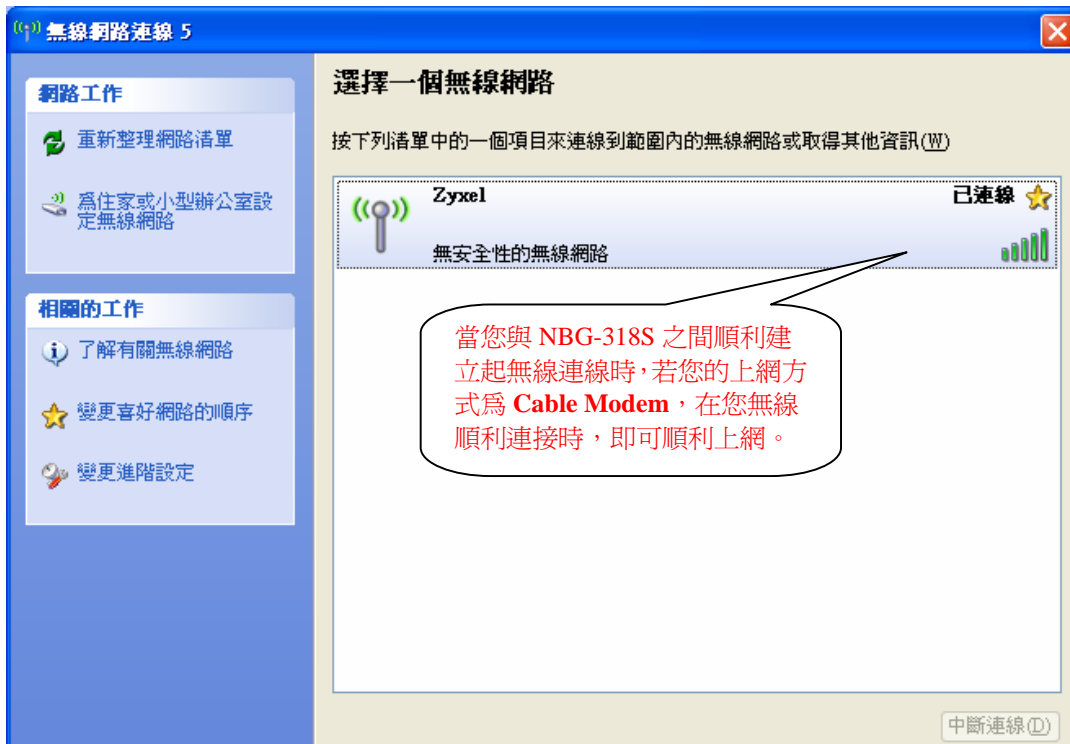 無線網路連線 5
網路工作
重新整理網路清單
為住家或小型辦公室設
定無線網路
相關的工作
了解有關無線網路
變更喜好網路的順序
變更進階設定
選擇一個無線網路
按下列清單中的一個項目來連線到範圍內的無線網路或取得其他資訊(W)
Zyxel
已連線
無安全性的無線網路
當您與 NBG-318S 之間順利建
立起無線連線時，若您的上網方
式為 Cable Modem，在您無線
順利連接時，即可順利上網。
中斷連線(D)